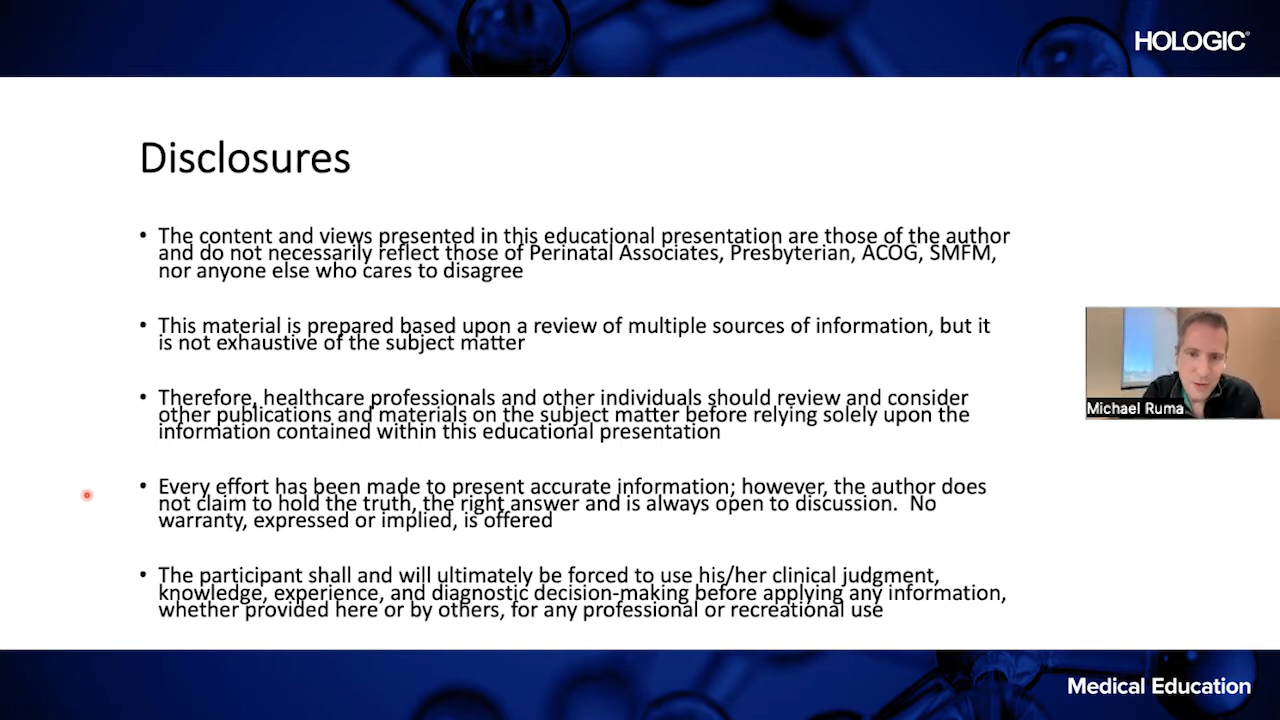 HOLOGIC®
Disclosures
• The content and views presented in this educational presentation are those of the author
and do not necessarily reflect those of Perinatal Associates, Presbyterian, ACOG, SMFM,
nor anyone else who cares to disagree
• This material is prepared based upon a review of multiple sources of information, but it
is not exhaustive of the subject matter
• Therefore, healthcare professionals and other individuals should review and consider
other publications and materials on the subject matter before relying solely upon the
information contained within this educational presentation
• Every effort has been made to present accurate information; however, the author does
not claim to hold the truth, the right answer and is always open to discussion.  No
warranty, expressed or implied, is offered
• The participant shall and will ultimately be forced to use his/her clinical judgment,
knowledge, experience, and diagnostic decision-making before applying any information,
whether provided here or by others, for any professional or recreational use
Michael Ruma
Medical Education